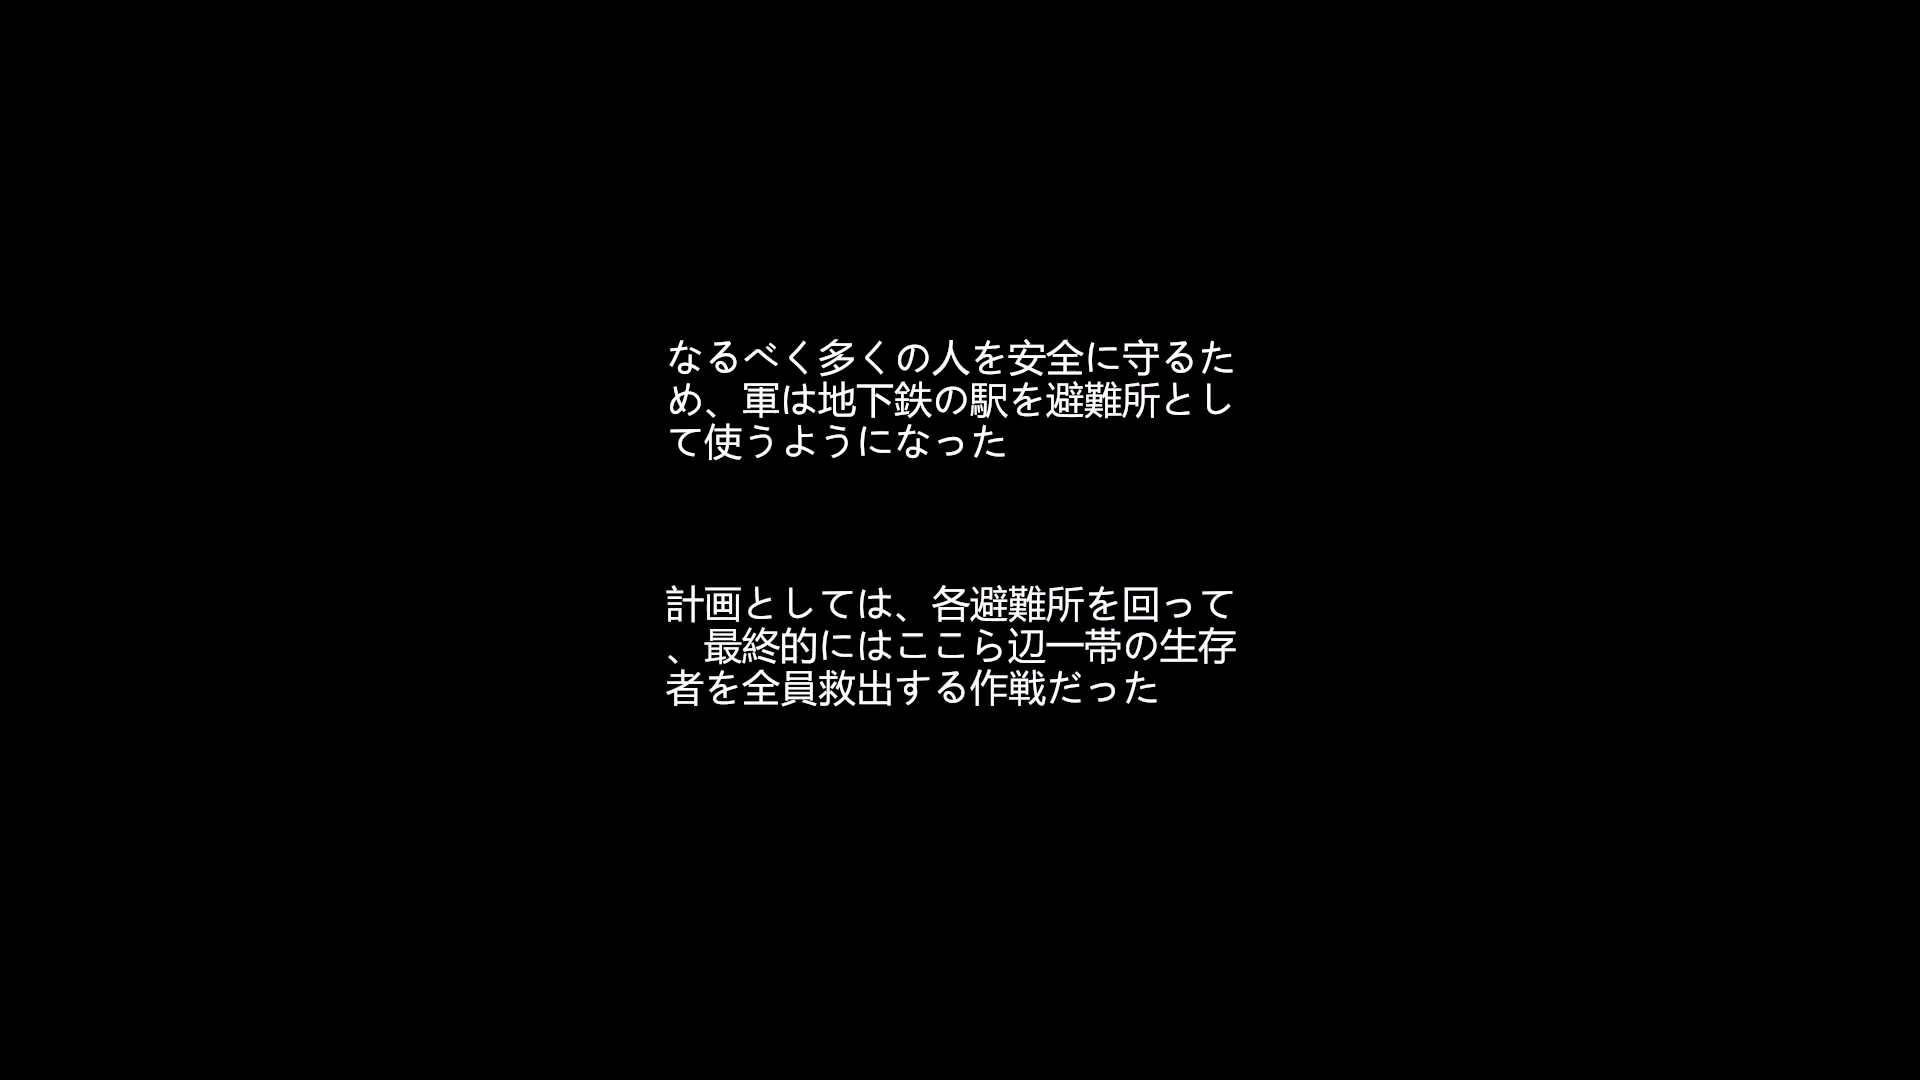 なるべく多くの人を安全に守るた
め、軍は地下鉄の駅を避難所とし
て使うようになった
計画としては、各避難所を回って
、最終的にはここら辺一帯の生存
者を全員救出する作戦だった